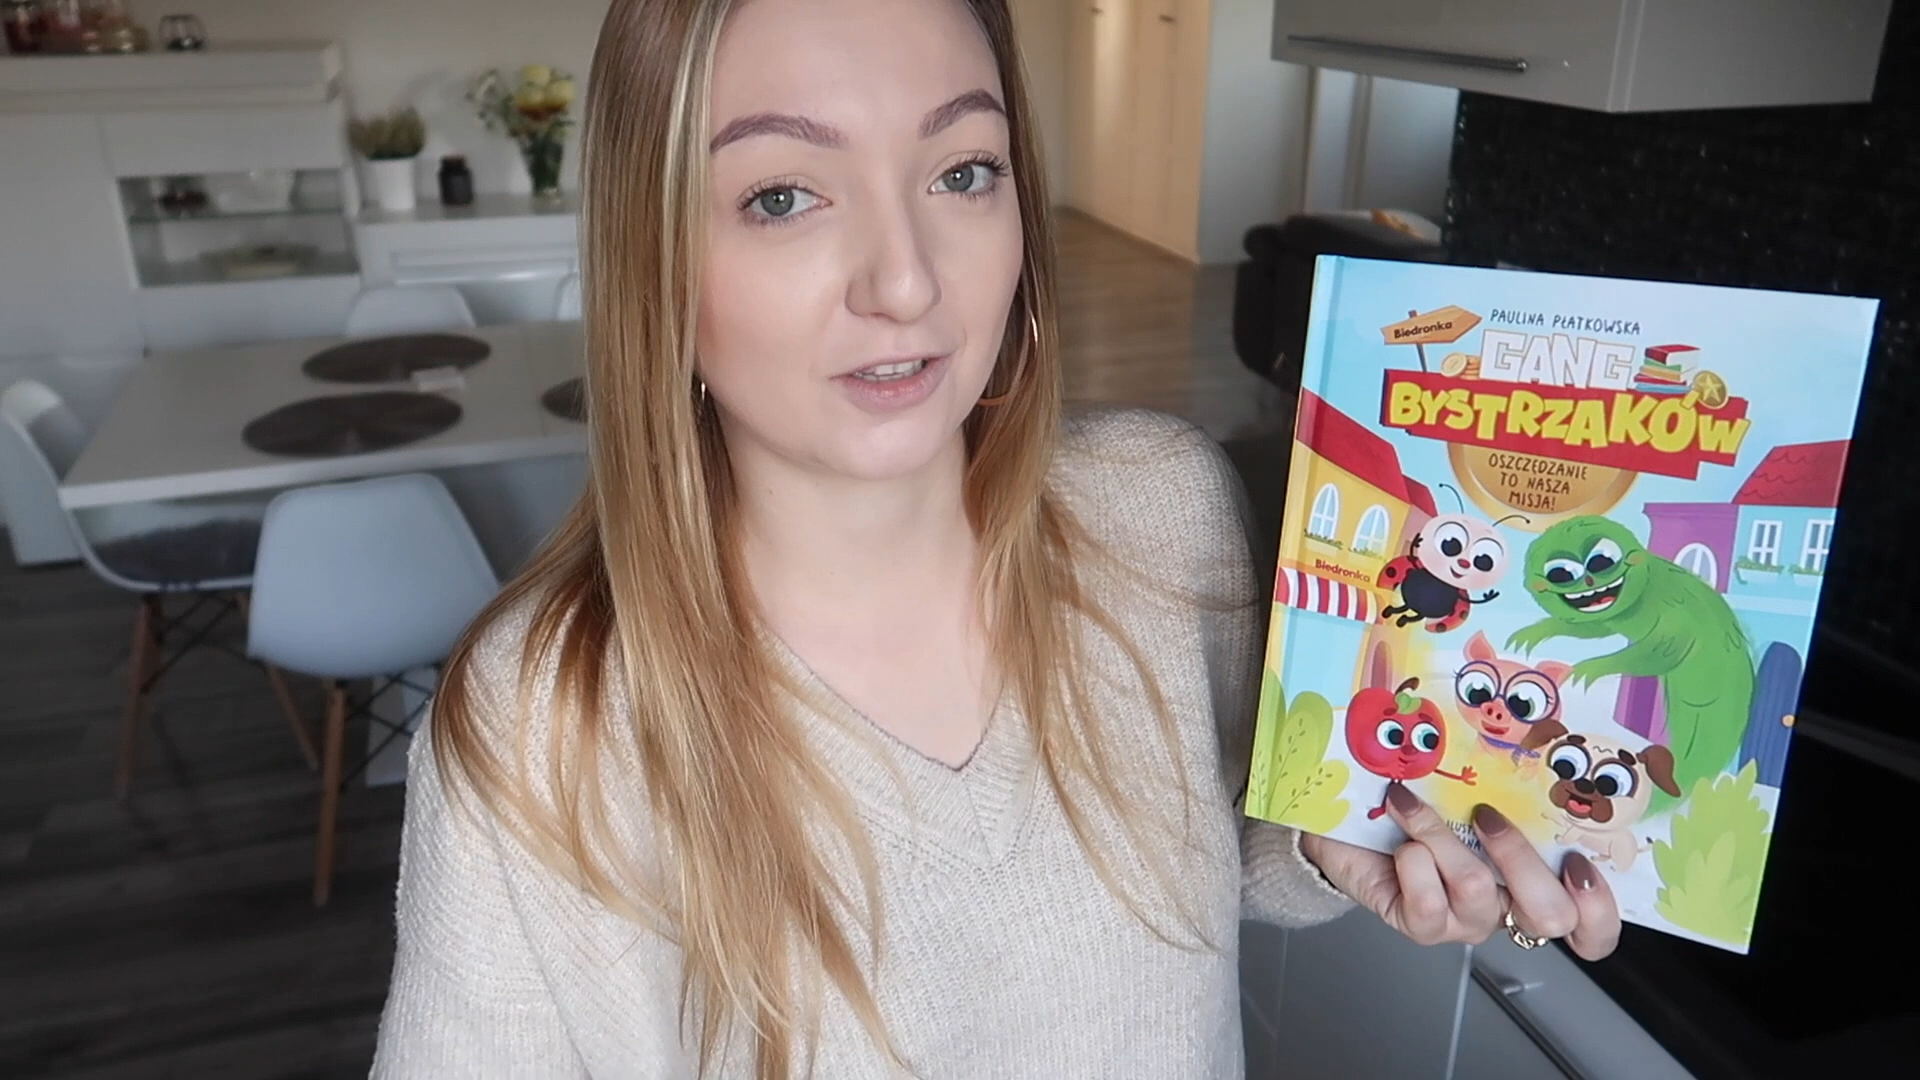 Biedronka
PAULINA PŁATKOWSKA
GANG
BYSTRZAKÓW
OSZCZĘDZANIE
TO NASZA
MISJA!
Biedronka